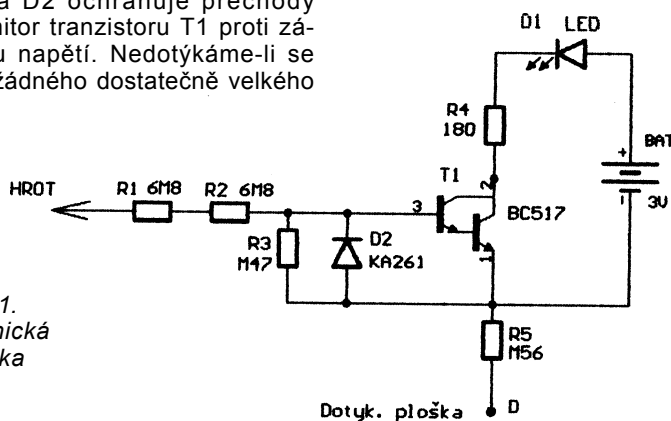 a D2 ochraňuje přechody
nitor tranzistoru T1 proti zá-
u napětí. Nedotýkáme-li se
žádného dostatečně velkého
D1 LED
R4
180
BAT
+
-
3V
HROT
R1 6M8 R2 6M8
T1
3
2
1
BC517
R3
M47
D2
KA261
1.
nická
ka
R5
M56
Dotyk. ploška D